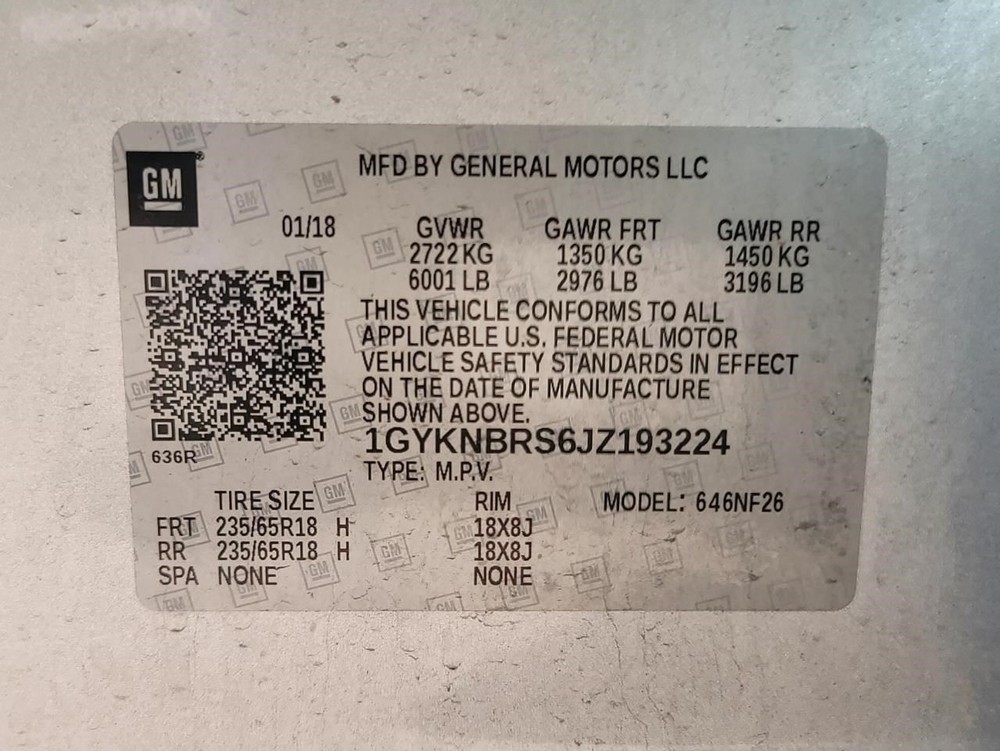 GM
MFD BY GENERAL MOTORS LLC
01/18 GVWR GAWR FRT GAWR RR
2722 KG 1350 KG 1450 KG
6001 LB 2976 LB 3196 LB
THIS VEHICLE CONFORMS TO ALL
APPLICABLE U.S. FEDERAL MOTOR
VEHICLE SAFETY STANDARDS IN EFFECT
ON THE DATE OF MANUFACTURE
SHOWN ABOVE.
1GYKNBRS6JZ193224
636R
TYPE: M.P.V.
TIRE SIZE RIM MODEL: 646NF26
FRT 235/65R18 H 18X8J
RR 235/65R18 H 18X8J
SPA NONE NONE